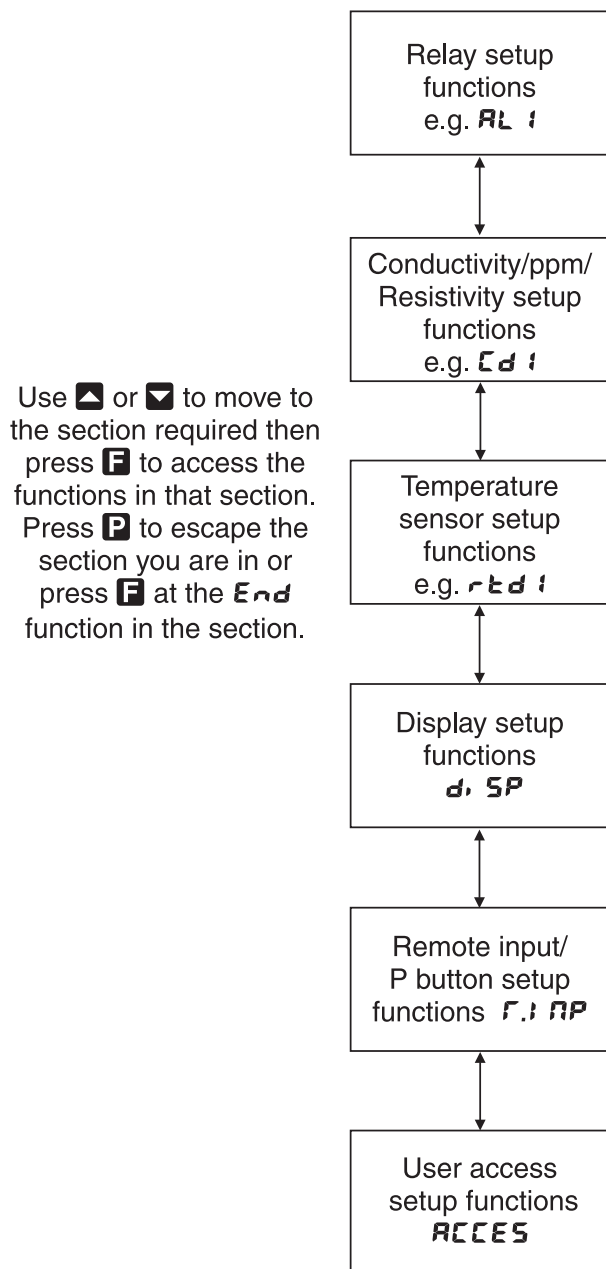 Relay setup
functions
e.g. AL 1
Conductivity/ppm/
Resistivity setup
functions
e.g. Cd 1
Use ▲ or ▼ to move to
the section required then
press F to access the
functions in that section.
Press P to escape the
section you are in or
press F at the End
function in the section.
Temperature
sensor setup
functions
e.g. rtd 1
Display setup
functions
di SP
Remote input/
P button setup
functions r.I nP
User access
setup functions
ACCES